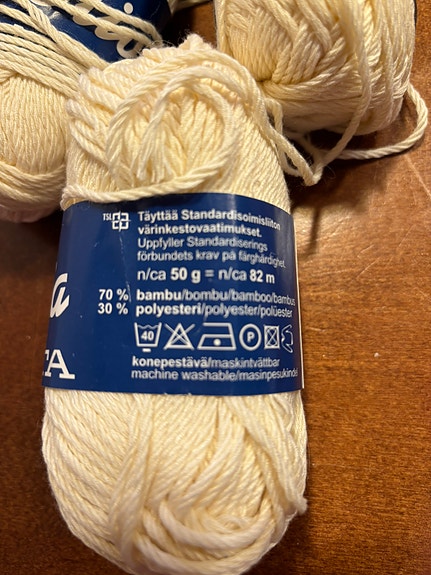 TSL Täyttää Standardisoimisliiton
värinkestovaatimukset.
Uppfyller Standardiserings
förbundets krav på färghärdighet.
n/ca 50 g = n/ca 82 m
70 % bambu/bombu/bamboo/bambus
30 % polyesteri/polyester/polüester
40 P
konepestävä/maskintvättbar
machine washable/masinpesukindel
TA